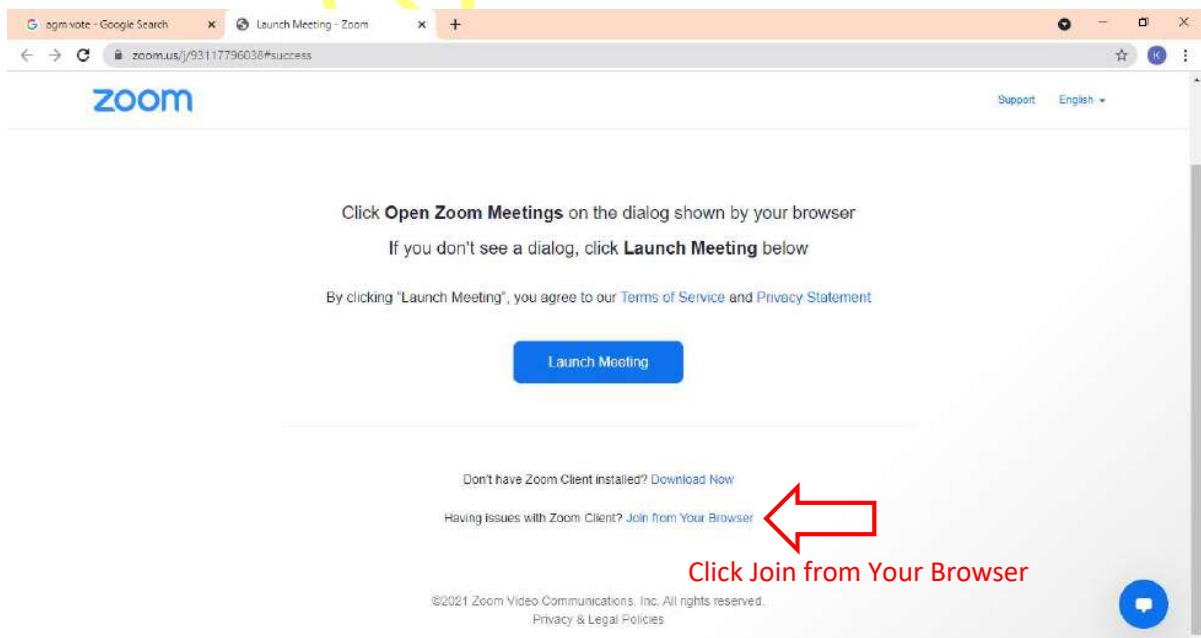 agm vote - Google Search
Launch Meeting - Zoom
zoom.us/j/93117796038#success
K
zoom
Support English
Click Open Zoom Meetings on the dialog shown by your browser
If you don't see a dialog, click Launch Meeting below
By clicking "Launch Meeting", you agree to our Terms of Service and Privacy Statement
Launch Meeting
Don't have Zoom Client installed? Download Now
Having issues with Zoom Client? Join from Your Browser
Click Join from Your Browser
©2021 Zoom Video Communications, Inc. All rights reserved.
Privacy & Legal Policies